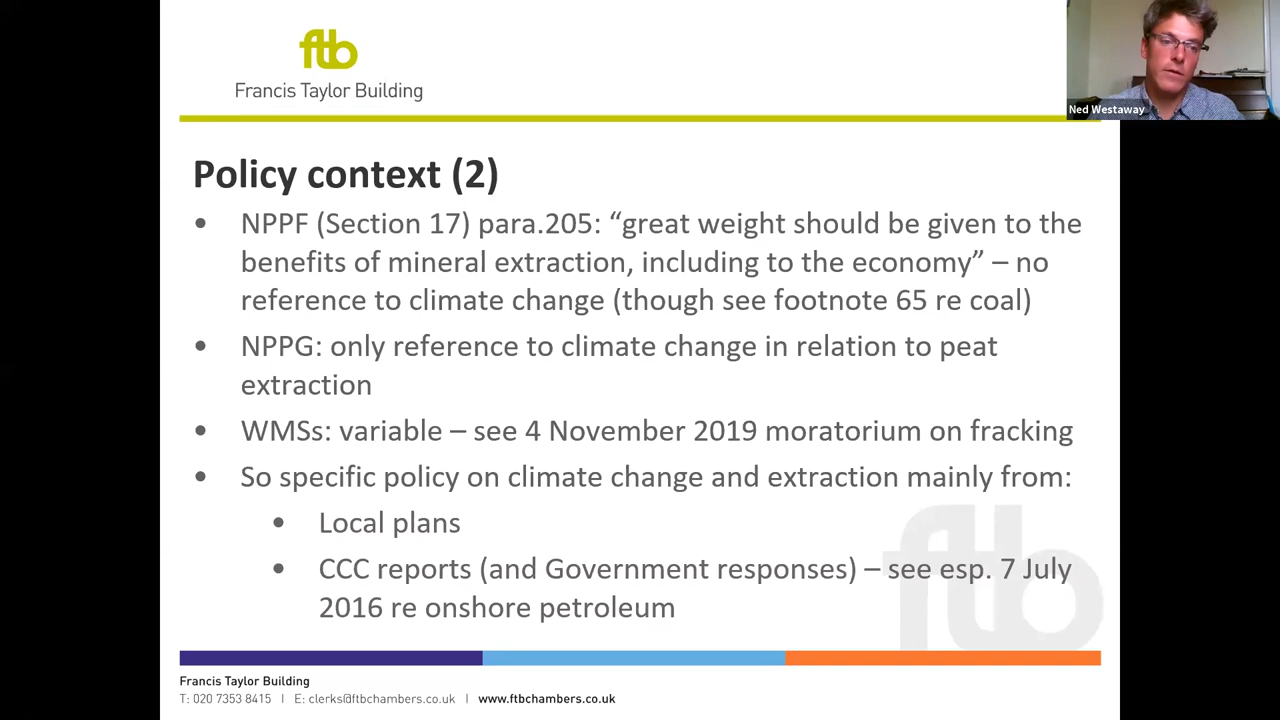 ftb
Francis Taylor Building
Ned Westaway
Policy context (2)
• NPPF (Section 17) para.205: “great weight should be given to the
benefits of mineral extraction, including to the economy” – no
reference to climate change (though see footnote 65 re coal)
• NPPG: only reference to climate change in relation to peat
extraction
• WMSs: variable – see 4 November 2019 moratorium on fracking
• So specific policy on climate change and extraction mainly from:
• Local plans
• CCC reports (and Government responses) – see esp. 7 July
2016 re onshore petroleum
ftb
Francis Taylor Building
T: 020 7353 8415 | E: clerks@ftbchambers.co.uk | www.ftbchambers.co.uk